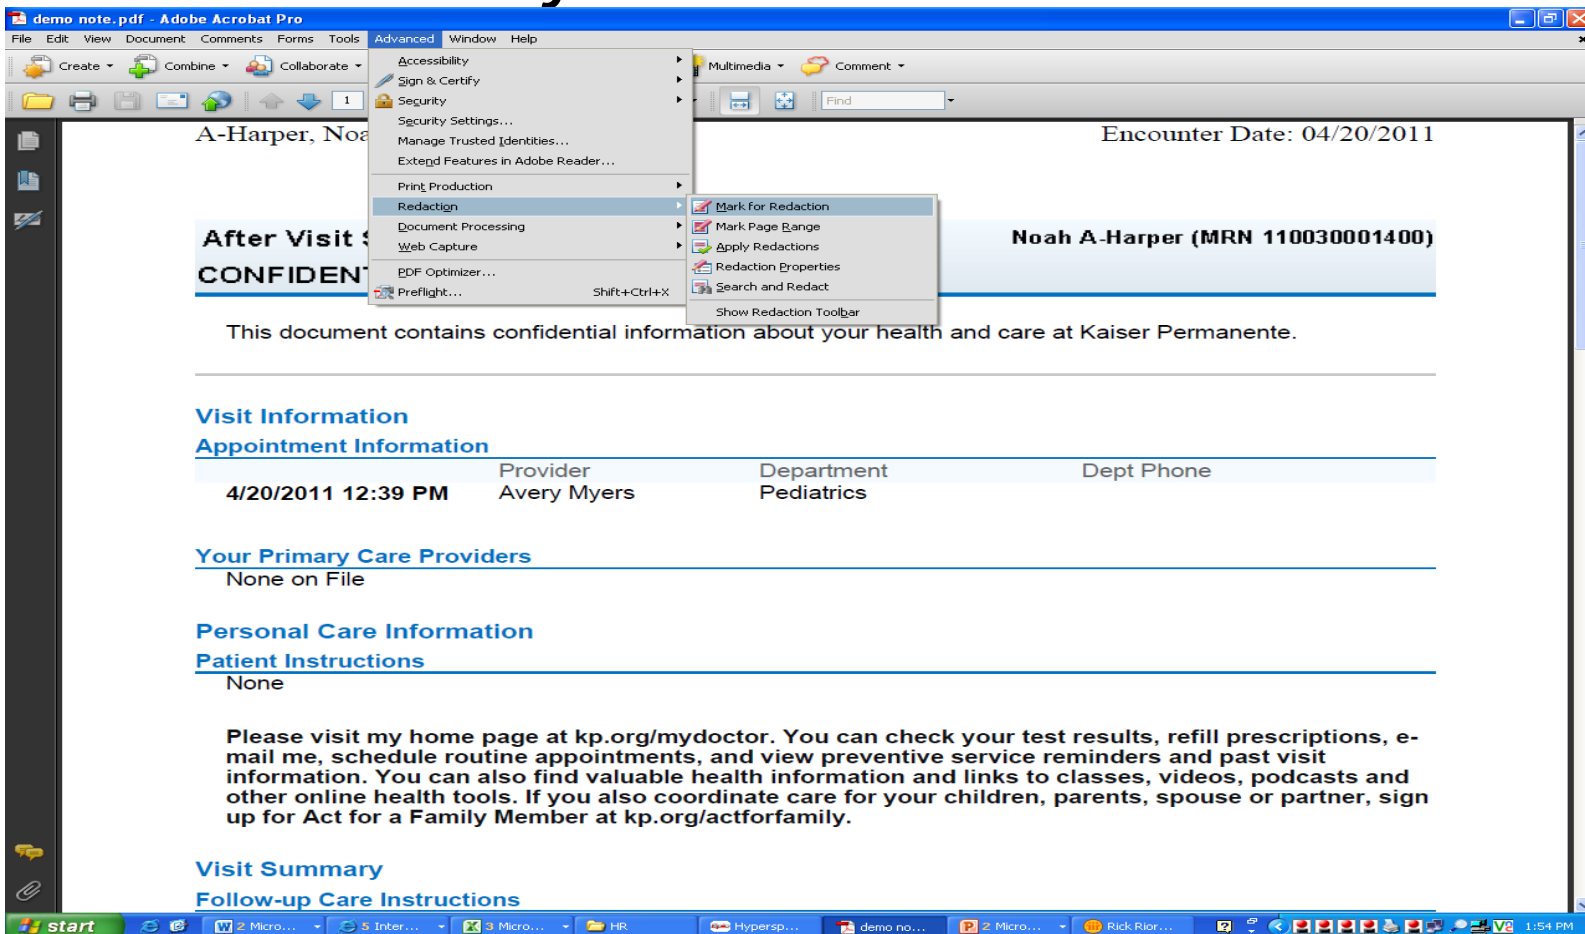 demo note.pdf - Adobe Acrobat Pro
File Edit View Document Comments Forms Tools Advanced Window Help
Create Combine Collaborate Multimedia Comment
1 Find
Accessibility
Sign & Certify
Security
Security Settings...
Manage Trusted Identities...
Extend Features in Adobe Reader...
Print Production
Redaction
Document Processing
Web Capture
PDF Optimizer...
Preflight... Shift+Ctrl+X
Mark for Redaction
Mark Page Range
Apply Redactions
Redaction Properties
Search and Redact
Show Redaction Toolbar
A-Harper, Noa Encounter Date: 04/20/2011
After Visit Noah A-Harper (MRN 110030001400)
CONFIDENT
This document contains confidential information about your health and care at Kaiser Permanente.
Visit Information
Appointment Information
Provider Department Dept Phone
4/20/2011 12:39 PM Avery Myers Pediatrics
Your Primary Care Providers
None on File
Personal Care Information
Patient Instructions
None
Please visit my home page at kp.org/mydoctor. You can check your test results, refill prescriptions, e-
mail me, schedule routine appointments, and view preventive service reminders and past visit
information. You can also find valuable health information and links to classes, videos, podcasts and
other online health tools. If you also coordinate care for your children, parents, spouse or partner, sign
up for Act for a Family Member at kp.org/actforfamily.
Visit Summary
Follow-up Care Instructions
start 2 Micro... 5 Inter... 3 Micro... HR Hypersp... demo no... 2 Micro... Rick Rior... 1:54 PM